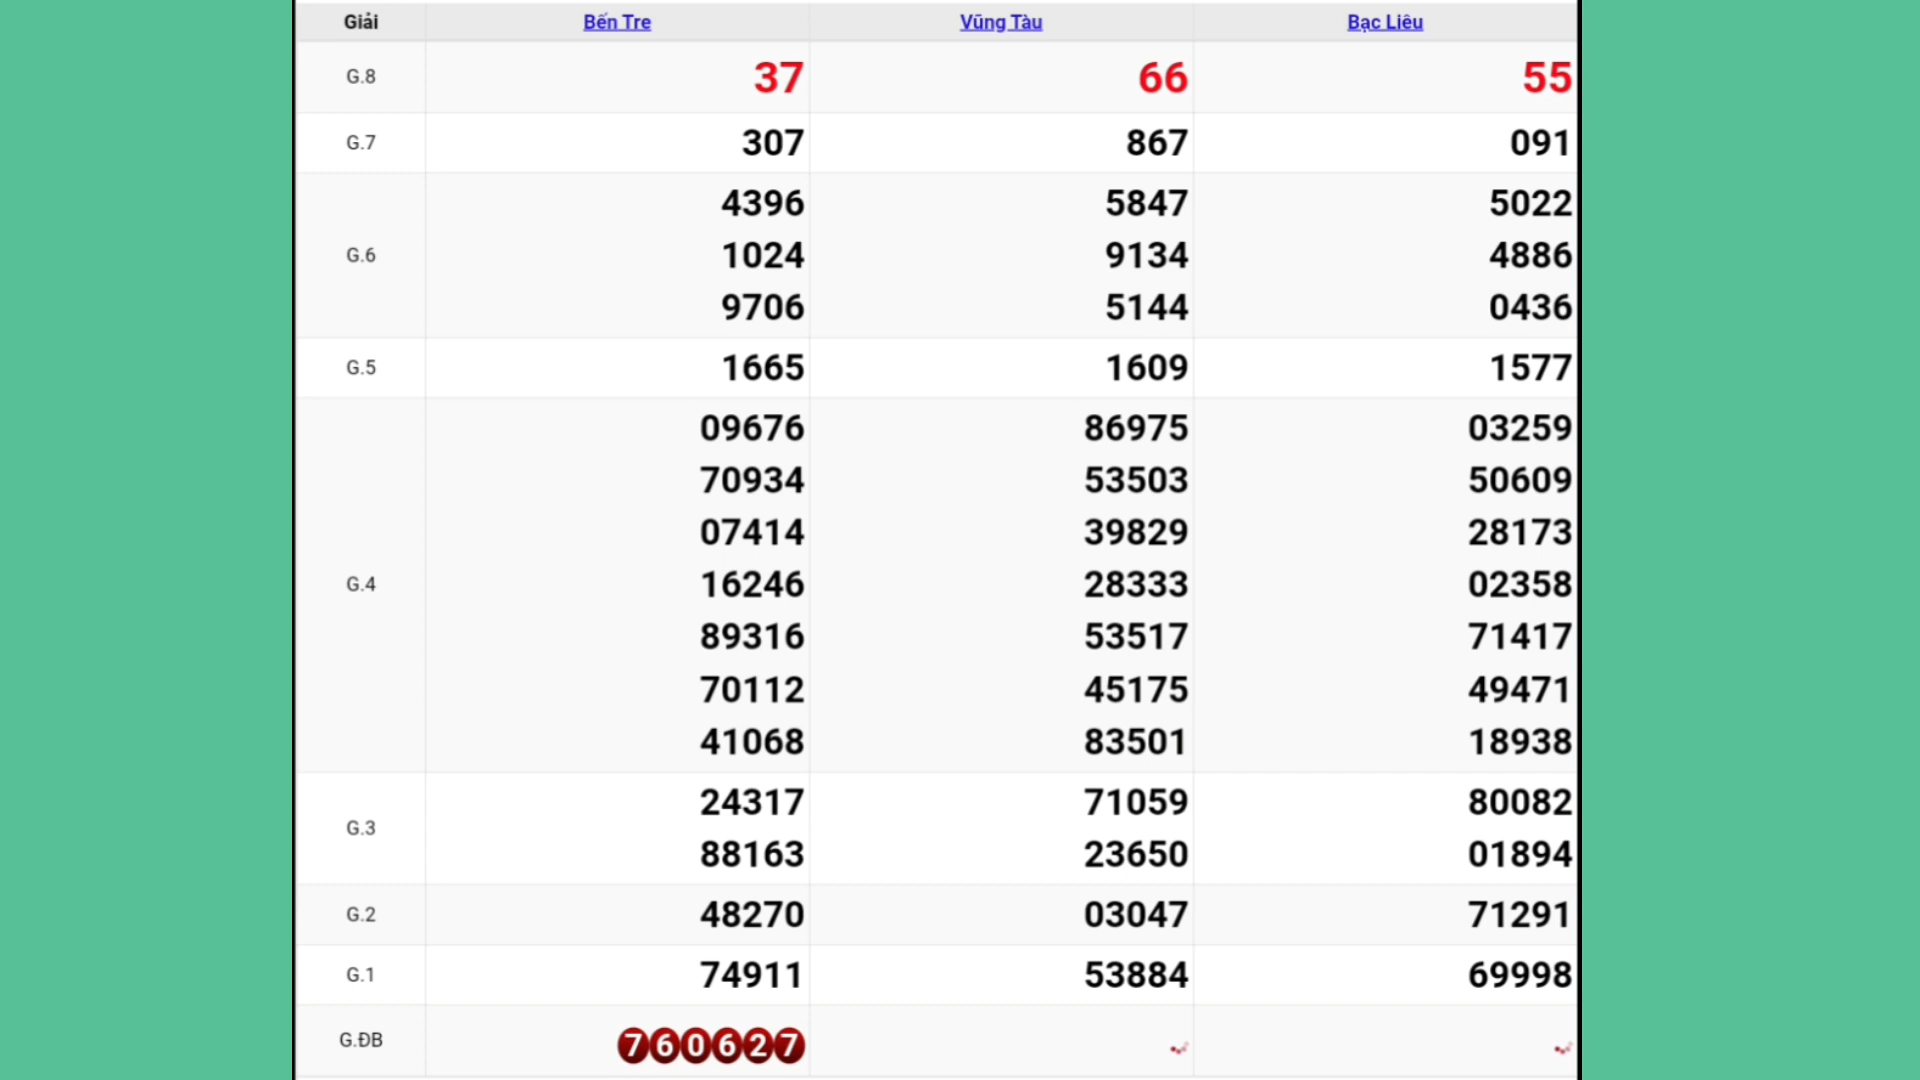 Giải Bến Tre Vũng Tàu Bạc Liêu
G.8 37 66 55
G.7 307 867 091
4396 5847 5022
G.6 1024 9134 4886
9706 5144 0436
G.5 1665 1609 1577
09676 86975 03259
70934 53503 50609
07414 39829 28173
G.4 16246 28333 02358
89316 53517 71417
70112 45175 49471
41068 83501 18938
G.3
24317 71059 80082
88163 23650 01894
G.2 48270 03047 71291
G.1 74911 53884 69998
G.ĐB 760627